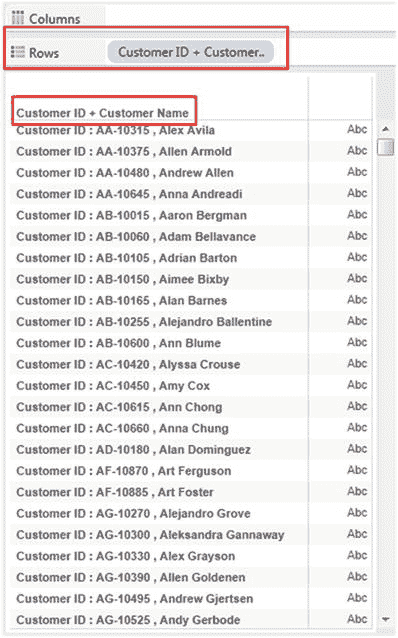 Columns
Rows Customer ID + Customer..
Customer ID + Customer Name
Customer ID : AA-10315 , Alex Avila Abc
Customer ID : AA-10375 , Allen Armold Abc
Customer ID : AA-10480 , Andrew Allen Abc
Customer ID : AA-10645 , Anna Andreadi Abc
Customer ID : AB-10015 , Aaron Bergman Abc
Customer ID : AB-10060 , Adam Bellavance Abc
Customer ID : AB-10105 , Adrian Barton Abc
Customer ID : AB-10150 , Aimee Bixby Abc
Customer ID : AB-10165 , Alan Barnes Abc
Customer ID : AB-10255 , Alejandro Ballentine Abc
Customer ID : AB-10600 , Ann Blume Abc
Customer ID : AC-10420 , Alyssa Crouse Abc
Customer ID : AC-10450 , Amy Cox Abc
Customer ID : AC-10615 , Ann Chong Abc
Customer ID : AC-10660 , Anna Chung Abc
Customer ID : AD-10180 , Alan Dominguez Abc
Customer ID : AF-10870 , Art Ferguson Abc
Customer ID : AF-10885 , Art Foster Abc
Customer ID : AG-10270 , Alejandro Grove Abc
Customer ID : AG-10300 , Aleksandra Gannaway Abc
Customer ID : AG-10330 , Alex Grayson Abc
Customer ID : AG-10390 , Allen Goldenen Abc
Customer ID : AG-10495 , Andrew Gjertsen Abc
Customer ID : AG-10525 , Andy Gerbode Abc